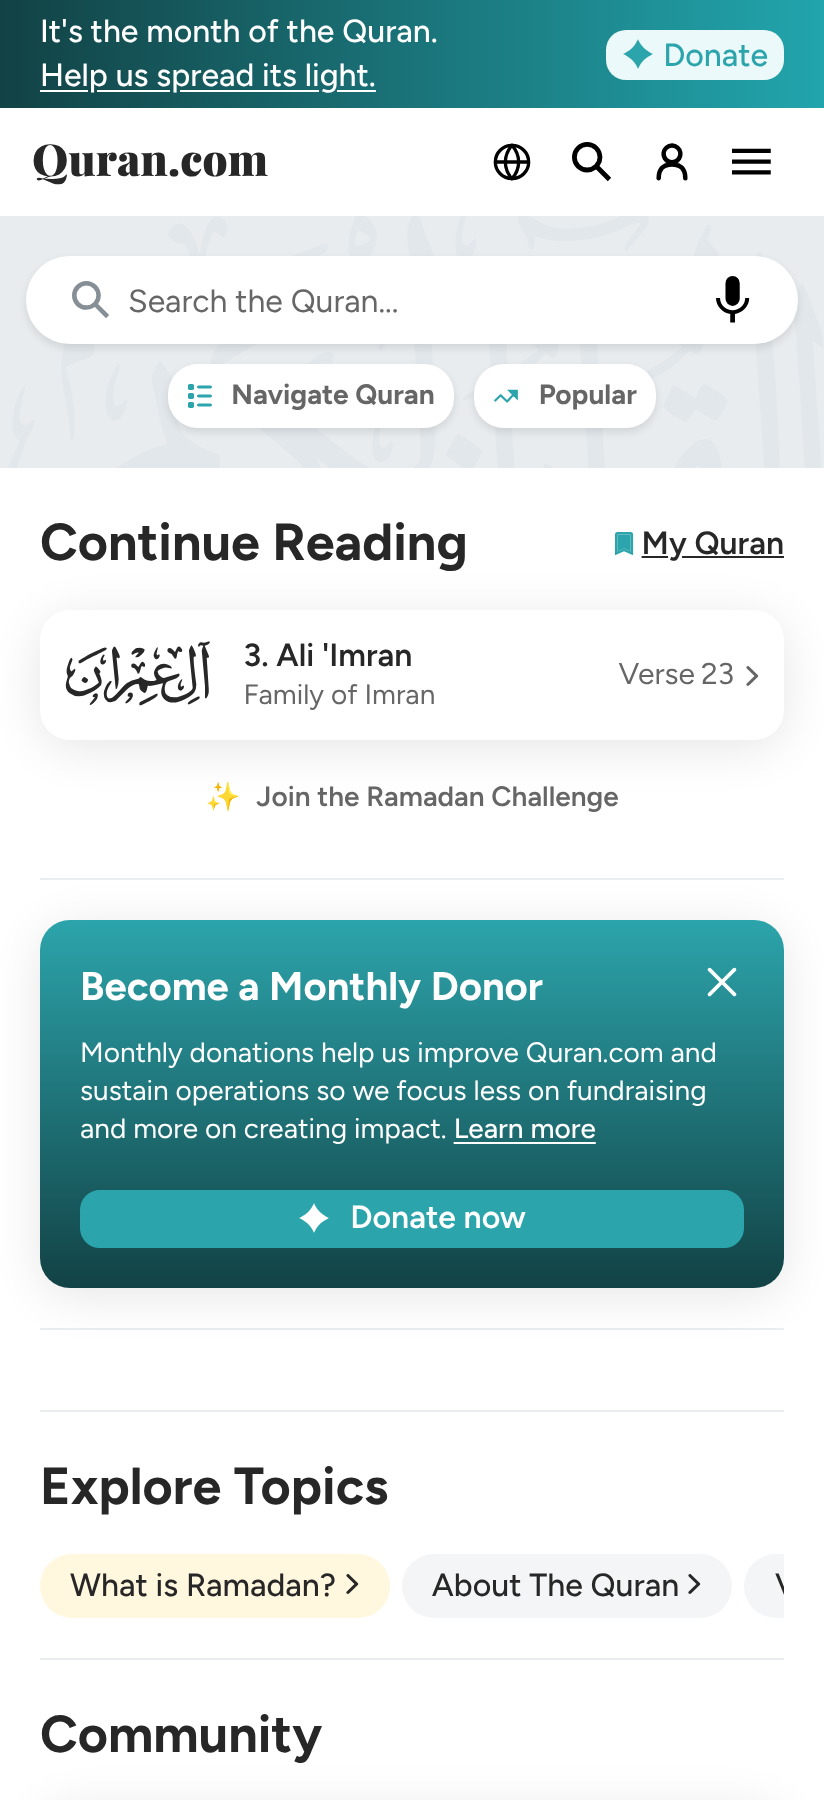 It's the month of the Quran.
Help us spread its light.
Donate
Quran.com
Search the Quran...
Navigate Quran
Popular
Continue Reading
My Quran
آل عِمْرَان
3. Ali 'Imran
Family of Imran
Verse 23
✨ Join the Ramadan Challenge
Become a Monthly Donor
Monthly donations help us improve Quran.com and
sustain operations so we focus less on fundraising
and more on creating impact. Learn more
Donate now
Explore Topics
What is Ramadan?
About The Quran
Community